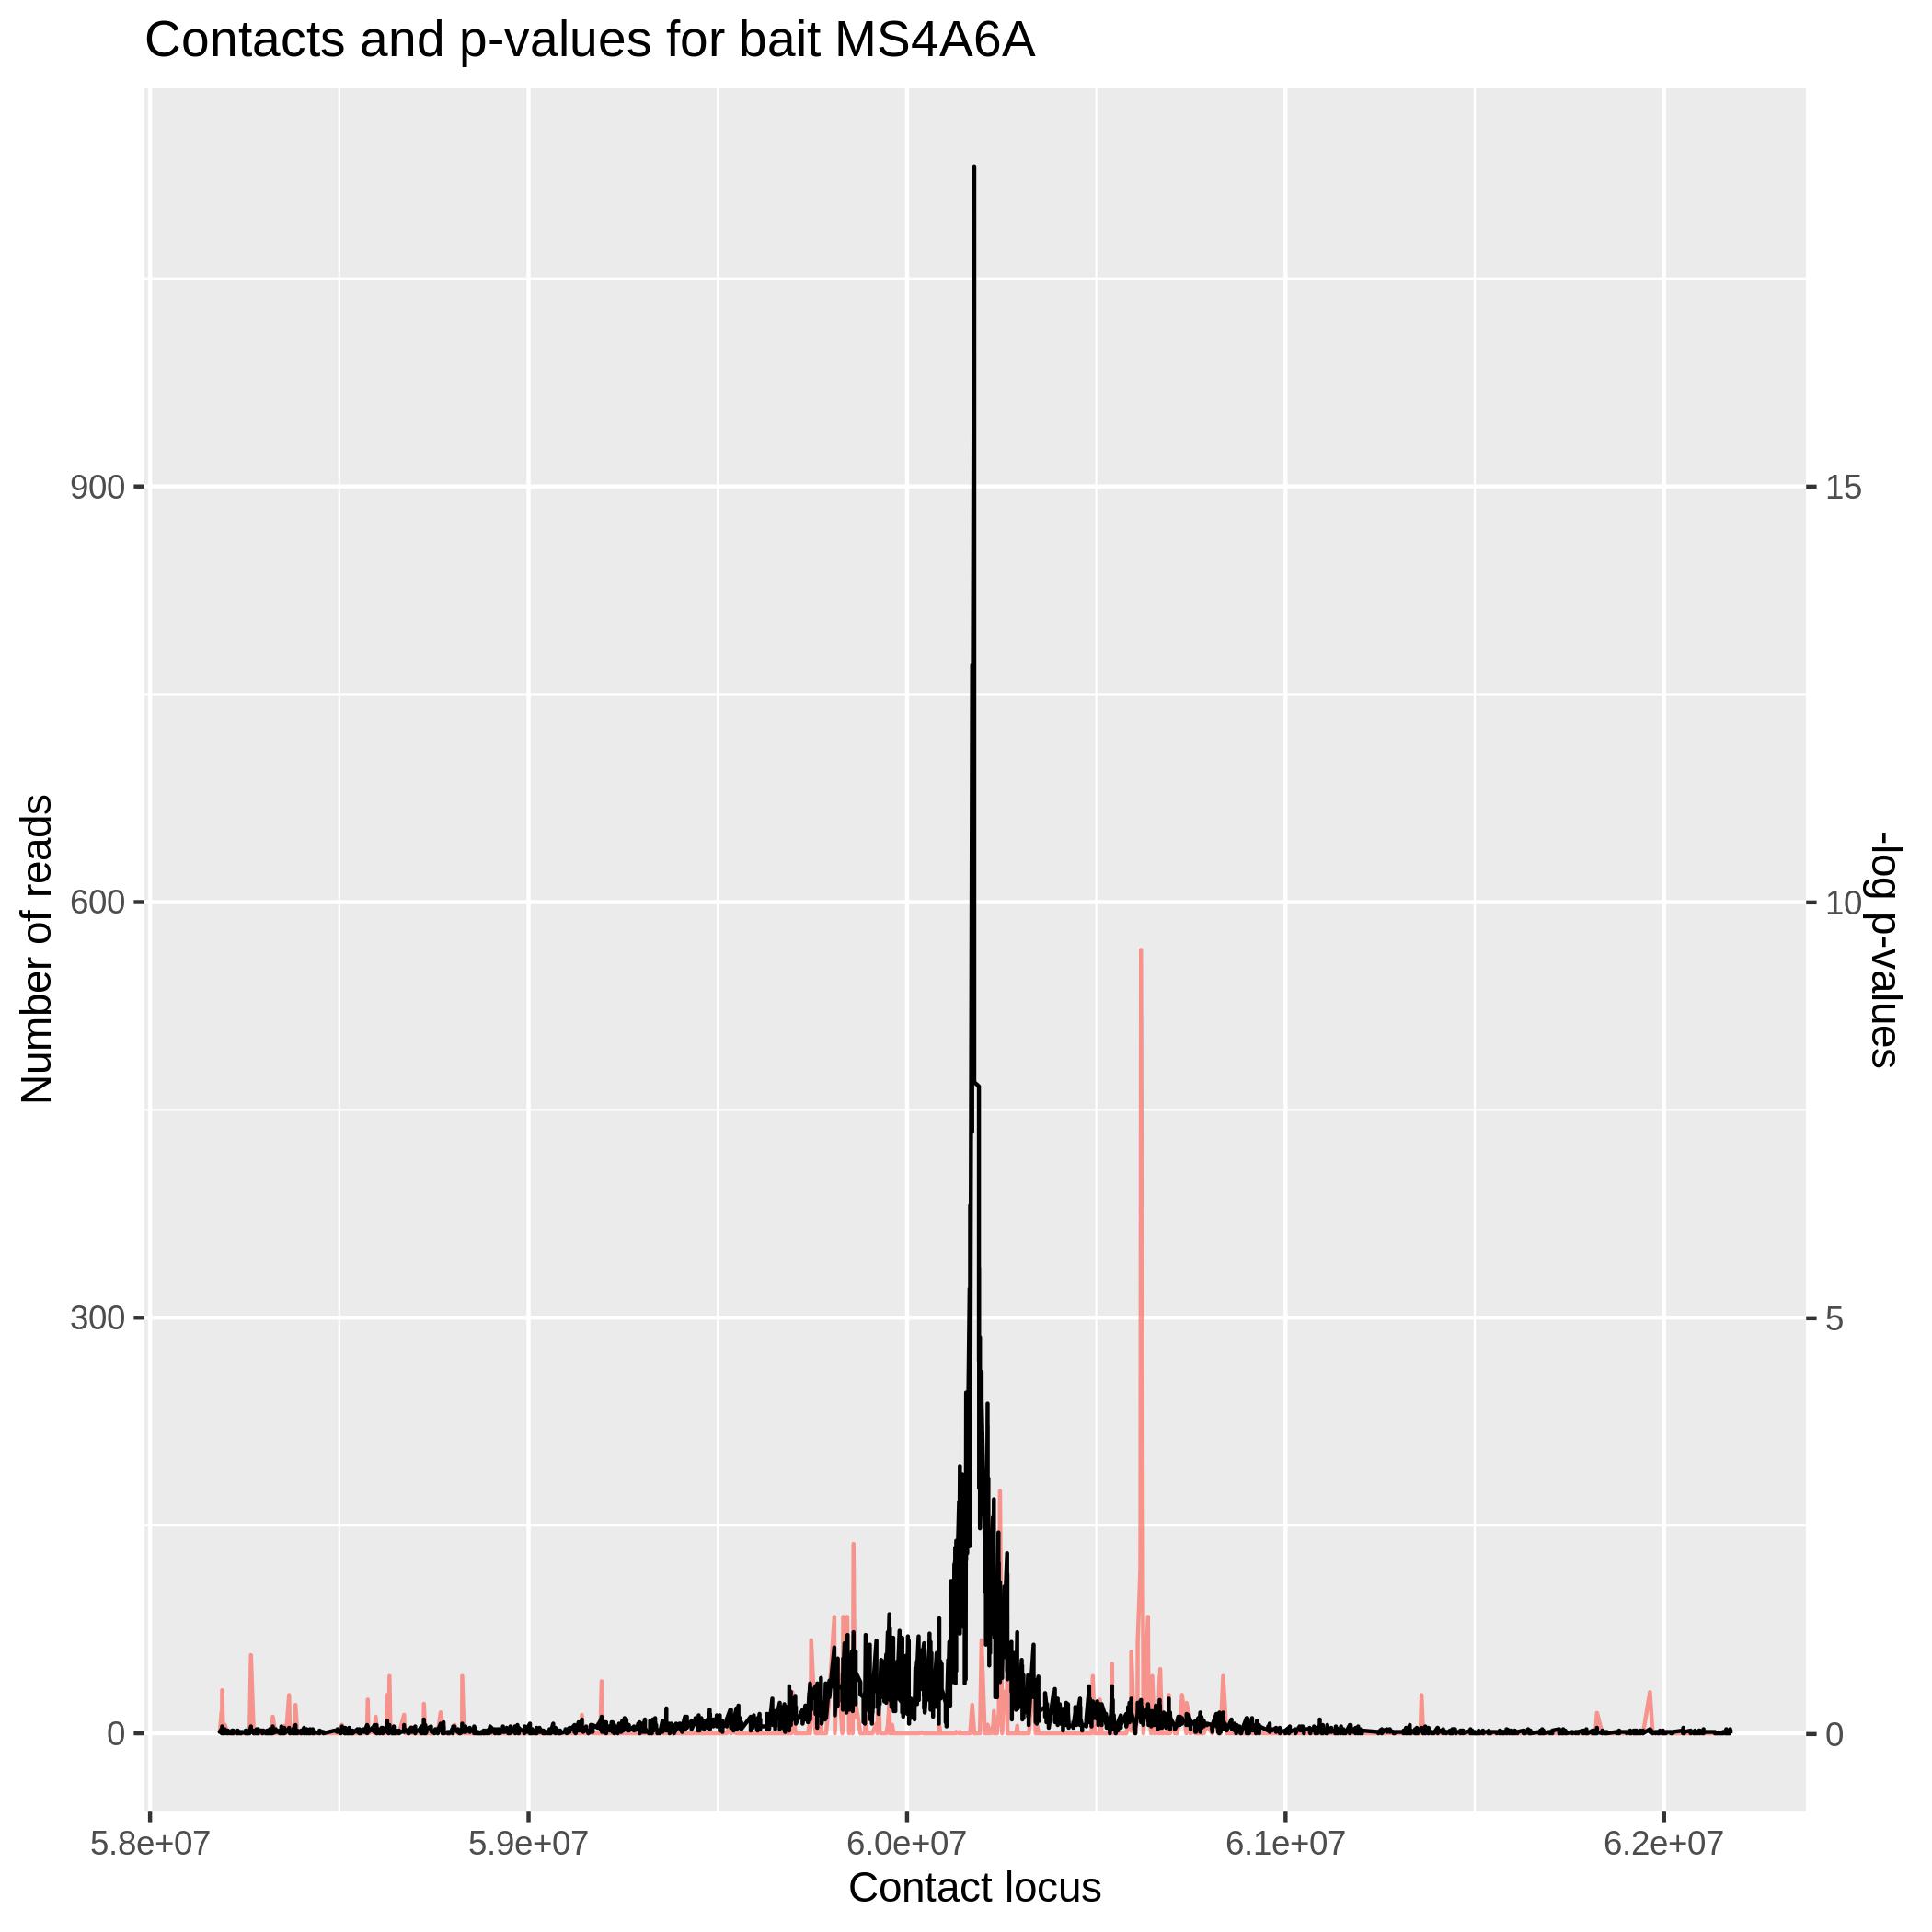 Contacts and p-values for bait MS4A6A
Number of reads
900
600
300
0
15
10
5
0
-log p-values
5.8e+07
5.9e+07
6.0e+07
6.1e+07
6.2e+07
Contact locus